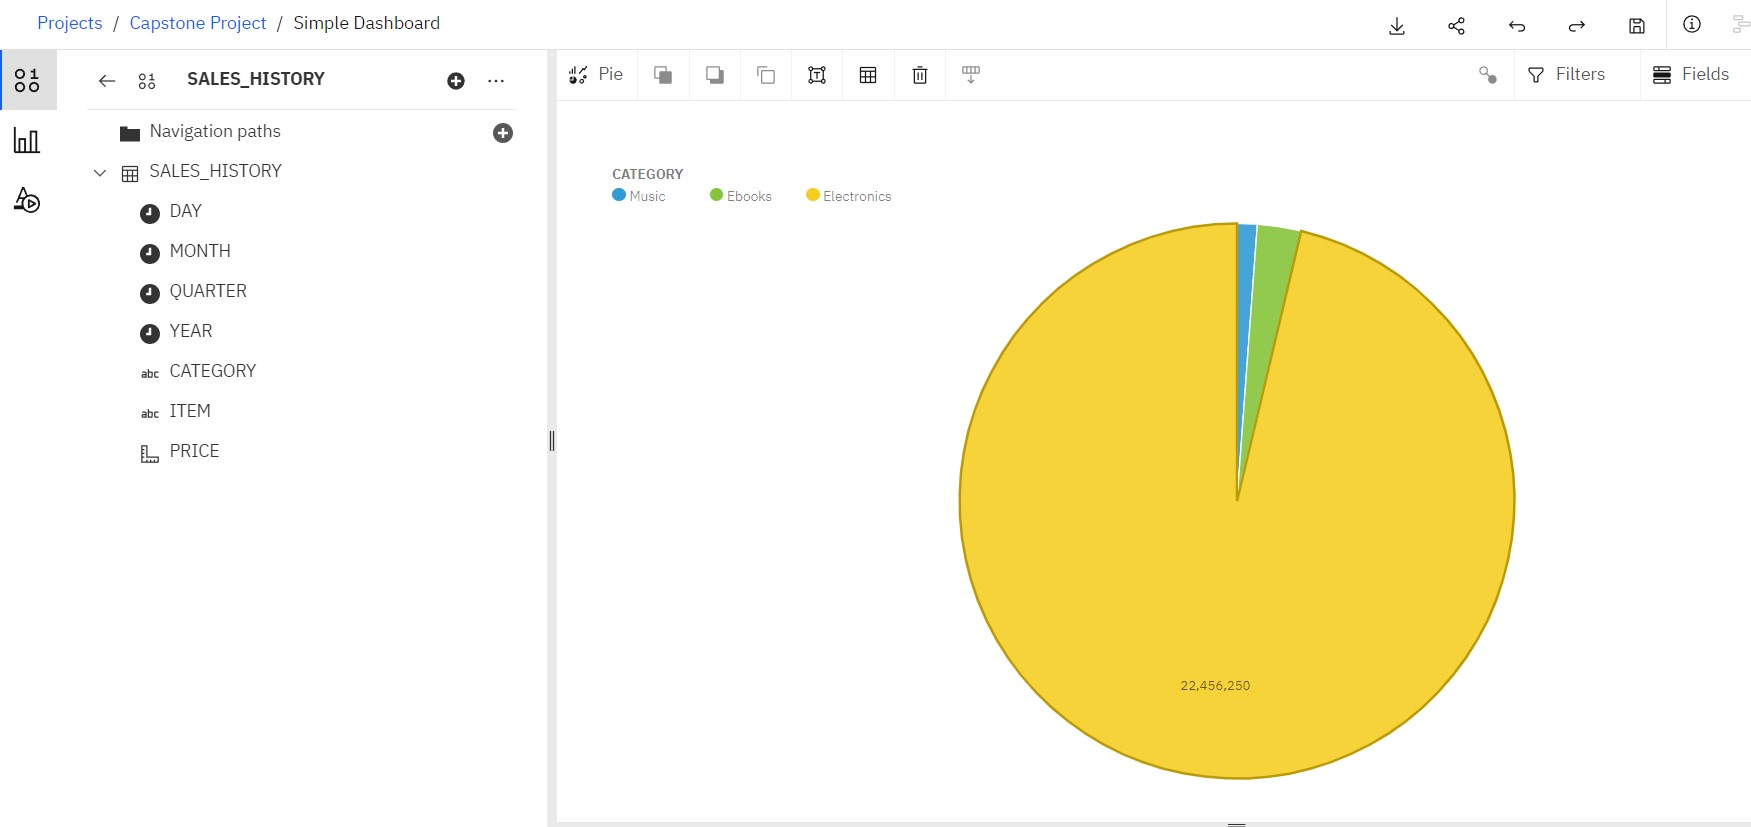 Projects / Capstone Project / Simple Dashboard
SALES_HISTORY
Navigation paths
SALES_HISTORY
DAY
MONTH
QUARTER
YEAR
abc CATEGORY
abc ITEM
PRICE
Pie
Filters
Fields
CATEGORY
Music Ebooks Electronics
22,456,250